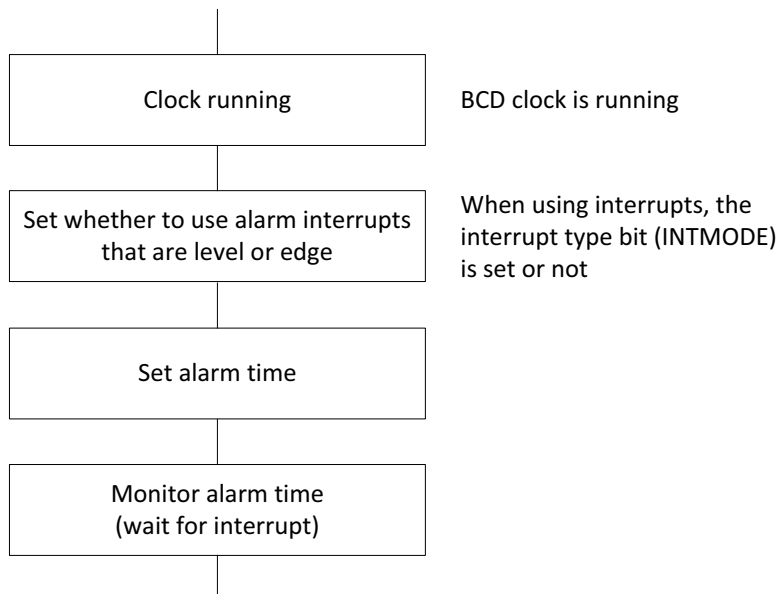 Clock running
BCD clock is running
Set whether to use alarm interrupts
that are level or edge
When using interrupts, the
interrupt type bit (INTMODE)
is set or not
Set alarm time
Monitor alarm time
(wait for interrupt)